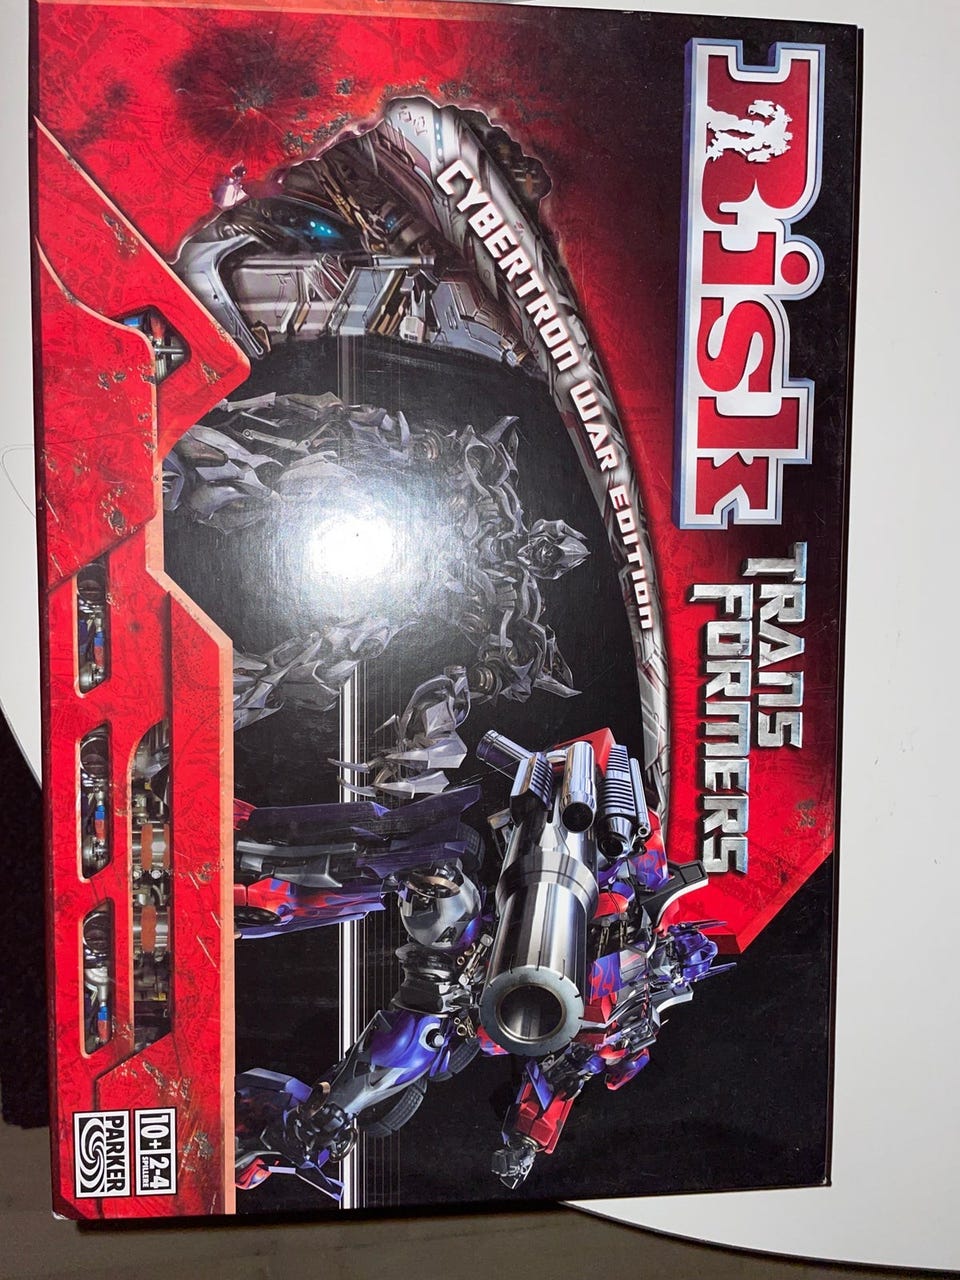 Risk
TRANS
FORMERS
CYBERTRON WAR EDITION
10+
2-4
SPILLERE
PARKER